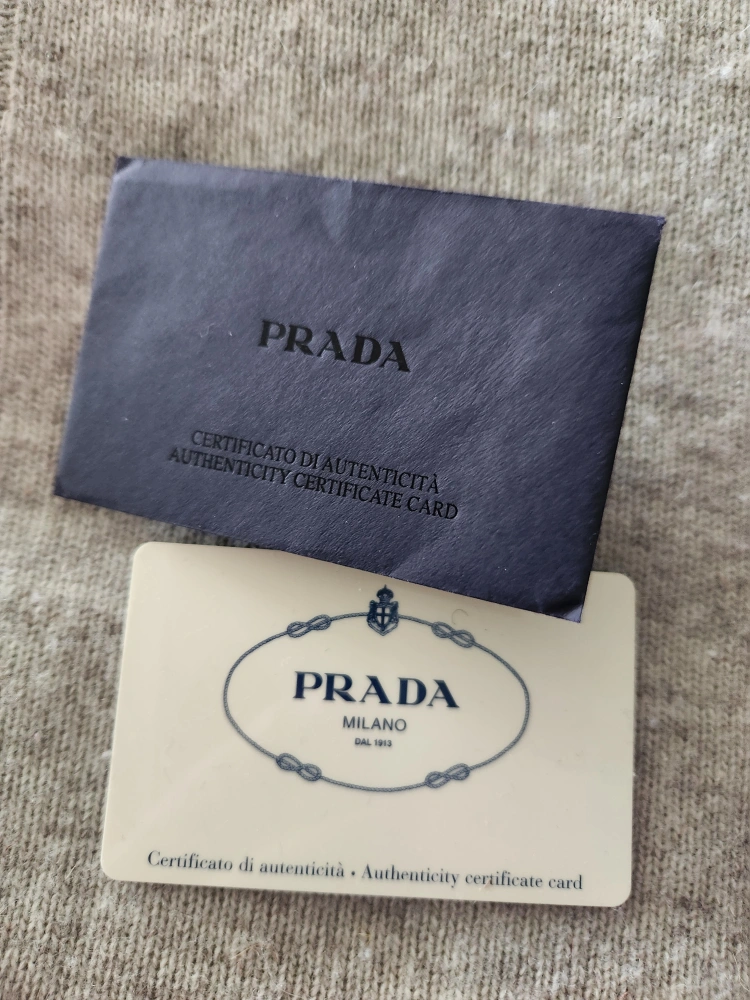 PRADA
CERTIFICATO DI AUTENTICITÀ
AUTHENTICITY CERTIFICATE CARD
PRADA
MILANO
DAL 1913
Certificato di autenticità • Authenticity certificate card